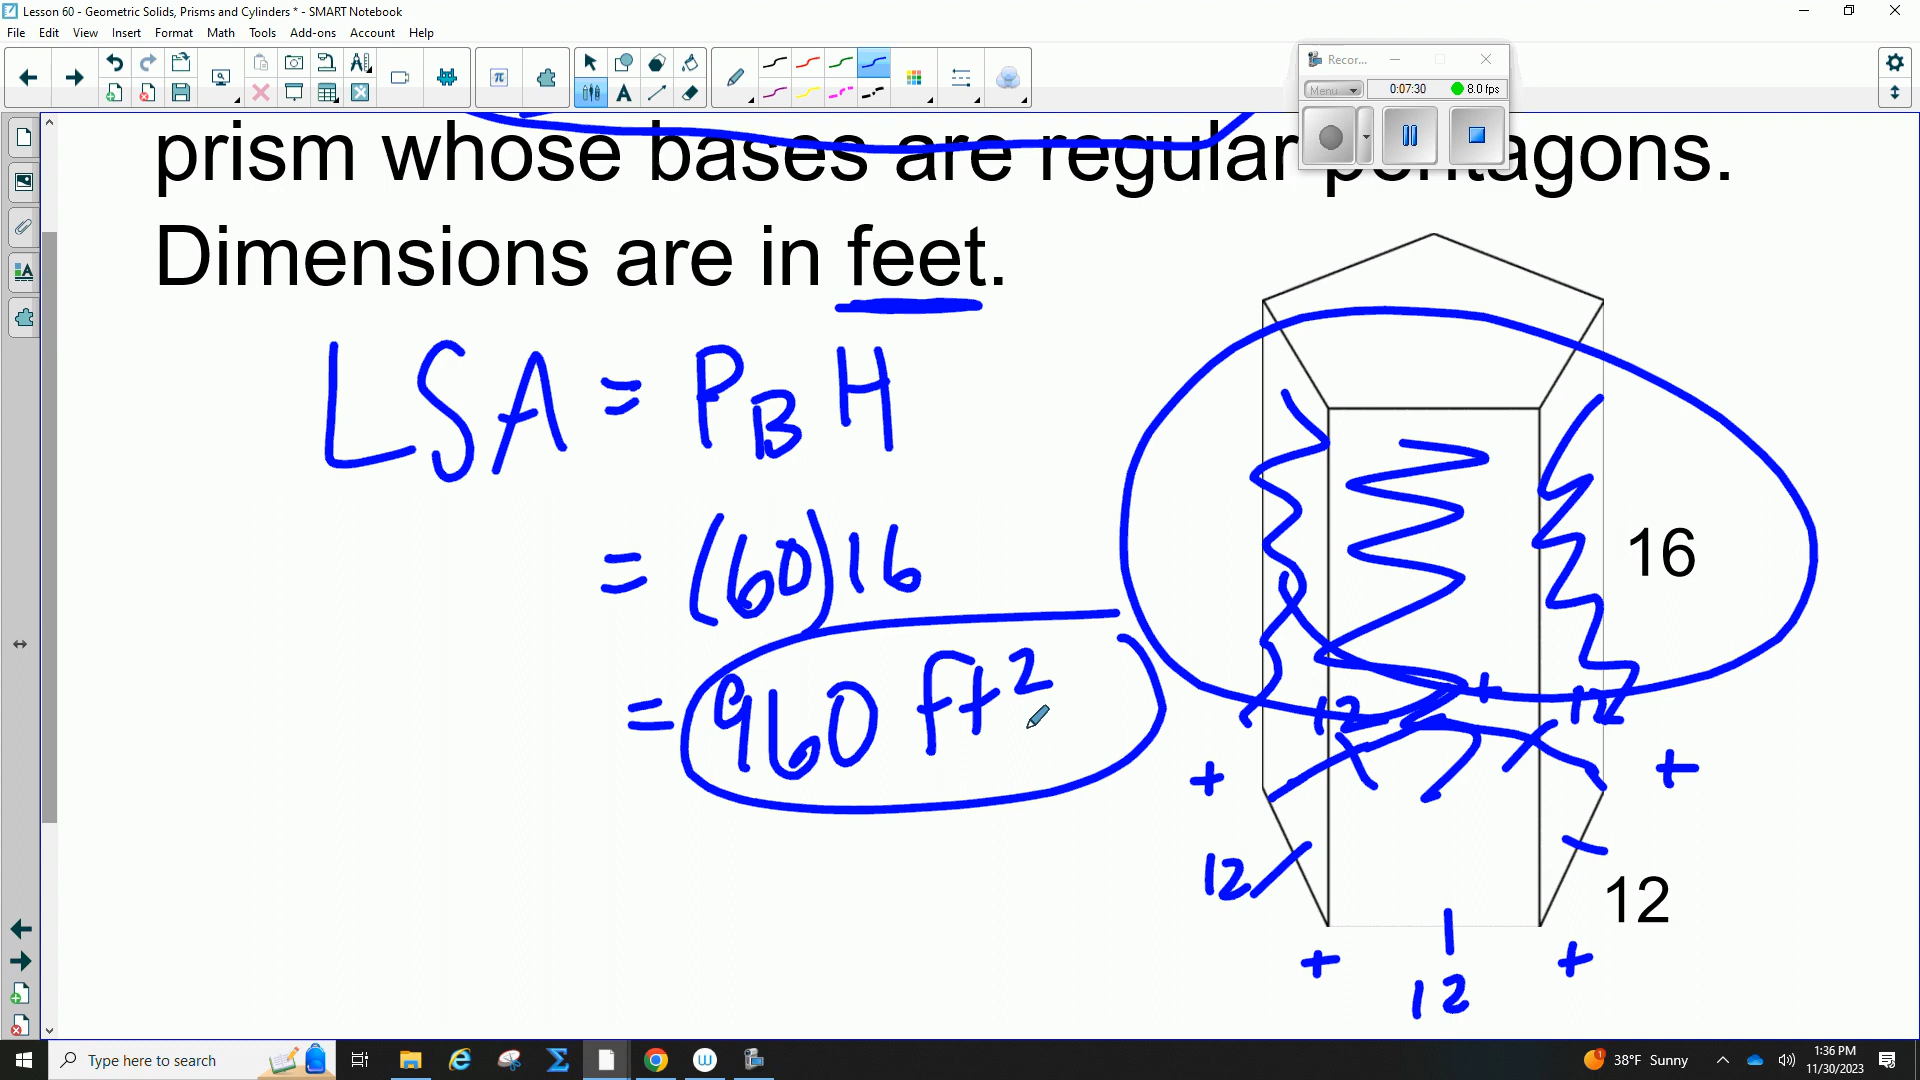 Lesson 60 - Geometric Solids, Prisms and Cylinders * - SMART Notebook
File Edit View Insert Format Math Tools Add-ons Account Help
Recor...
Menu 0:07:30 8.0 fps
prism whose bases are regular pentagons.
Dimensions are in feet.
LSA = PB H
= (60)16
= 960 ft²
16
12 + 12
+ +
12
12
+ +
12
Type here to search
38°F Sunny
1:36 PM
11/30/2023